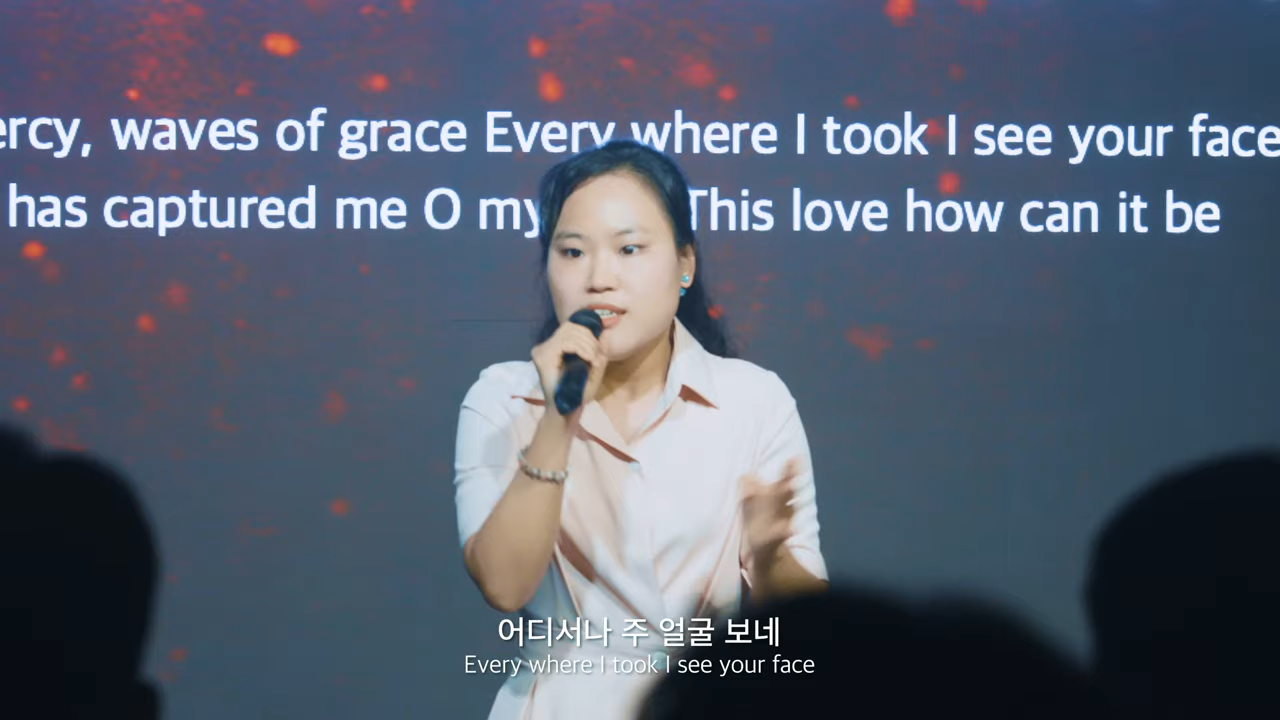 ercy, waves of grace Every where I took I see your face
has captured me O my This love how can it be
어디서나 주 얼굴 보네
Every where I took I see your face